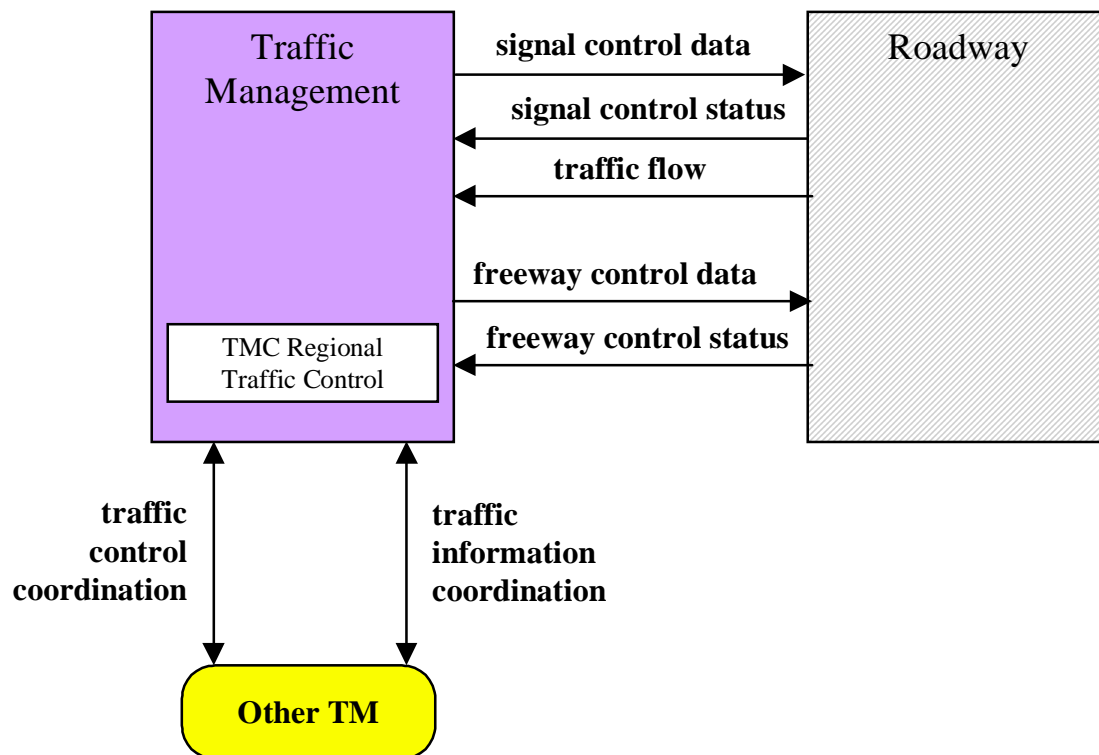 Traffic
Management
signal control data
signal control status
traffic flow
freeway control data
freeway control status
TMC Regional
Traffic Control
Roadway
traffic
control
coordination
traffic
information
coordination
Other TM